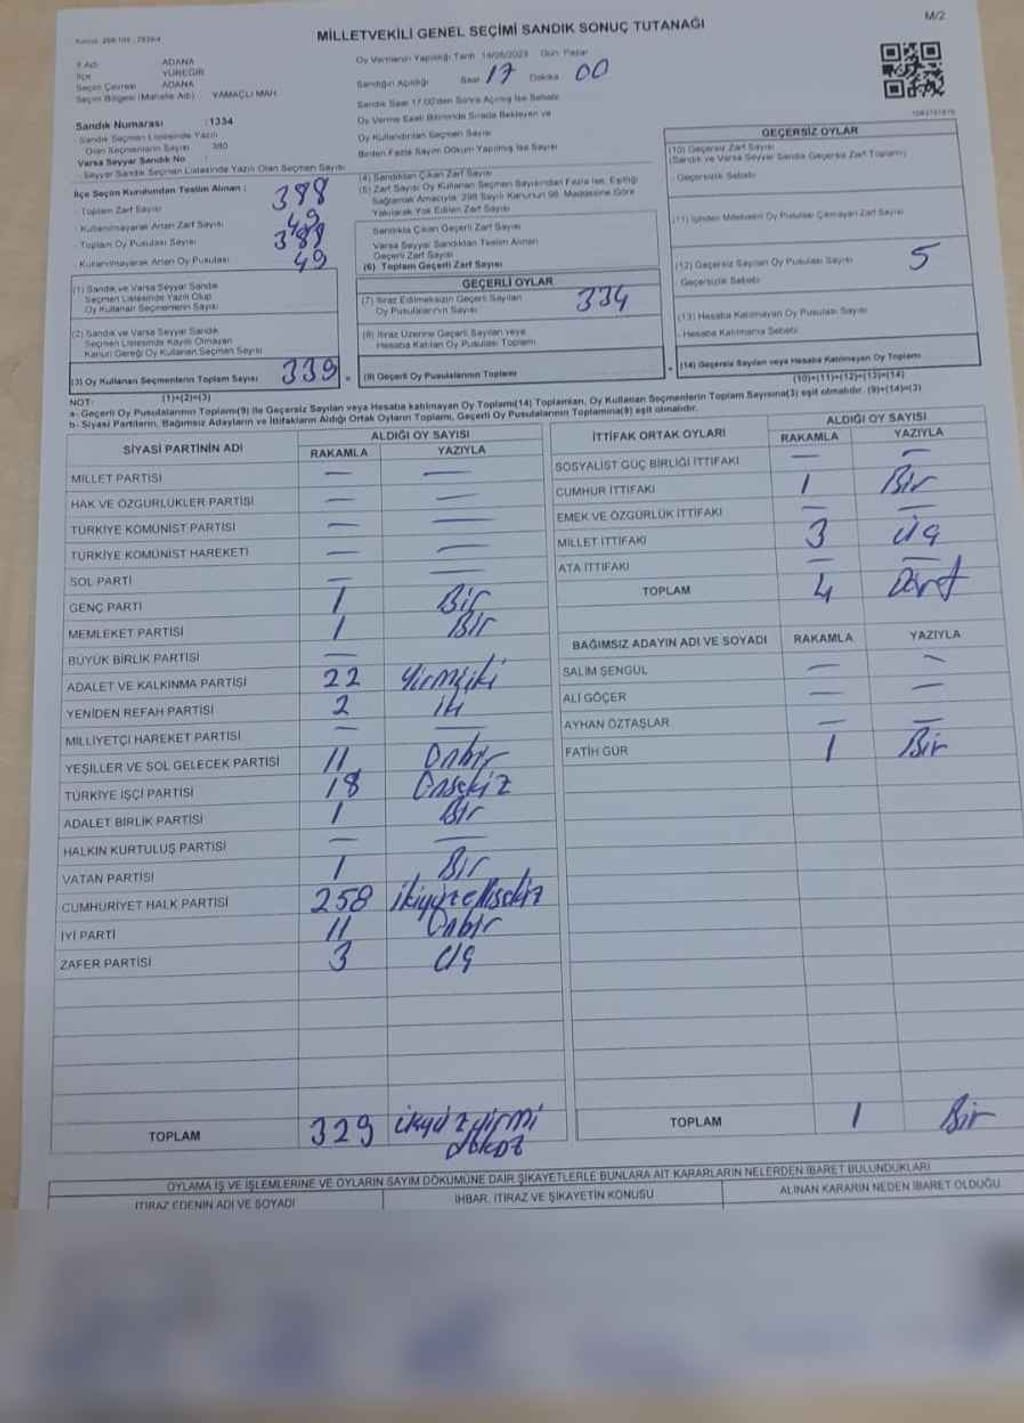 M/2
MİLLETVEKİLİ GENEL SEÇİMİ SANDIK SONUÇ TUTANAĞI
İl Adı ADANA
İlçe YÜREĞİR
Seçim Çevresi ADANA
Seçim Bölgesi (Mahalle Adı) YAMAÇLI MAH.
Sandık Numarası :1334
Sandık Seçmen Listesinde Yazılı
Olan Seçmenlerin Sayısı 380
Varsa Seyyar Sandık No
Seyyar Sandık Seçmen Listesinde Yazılı Olan Seçmen Sayısı
İlçe Seçim Kurulundan Teslim Alınan :
Toplam Zarf Sayısı 388
Kullanılmayarak Artan Zarf Sayısı 49
Toplam Oy Pusulası Sayısı 388
Kullanılmayarak Artan Oy Pusulası 49
(1) Sandık ve Varsa Seyyar Sandık
Seçmen Listesinde Yazılı Olup
Oy Kullanan Seçmenlerin Sayısı
(2) Sandık ve Varsa Seyyar Sandık
Seçmen Listesinde Kayıtlı Olmayan
Kanun Gereği Oy Kullanan Seçmen Sayısı
(3) Oy Kullanan Seçmenlerin Toplam Sayısı 339
(1)+(2)=(3)
Oy Vermenin Yapıldığı Tarih 14/05/2023 Gün Pazar
Sandığın Açıldığı Saat 17 Dakika 00
Sandık Saat 17.00'den Sonra Açılmış İse Sebebi
Oy Verme Saati Bitiminde Sırada Bekleyen ve
Oy Kullandırılan Seçmen Sayısı
Birden Fazla Sayım Döküm Yapılmış İse Sayısı
(4) Sandıktan Çıkan Zarf Sayısı
(5) Zarf Sayısı Oy Kullanan Seçmen Sayısından Fazla İse, Eşitliği
Sağlamak Amacıyla, 298 Sayılı Kanunun 98. Maddesine Göre
Yakılarak Yok Edilen Zarf Sayısı
Sandıkta Çıkan Geçerli Zarf Sayısı
Varsa Seyyar Sandıktan Teslim Alınan
Geçerli Zarf Sayısı
(6) Toplam Geçerli Zarf Sayısı
GEÇERLİ OYLAR
(7) İtiraz Edilmeksizin Geçerli Sayılan
Oy Pusulalarının Sayısı 334
(8) İtiraz Üzerine Geçerli Sayılan veya
Hesaba Katılan Oy Pusulası Toplamı
(9) Geçerli Oy Pusulalarının Toplamı
GEÇERSİZ OYLAR
(10) Geçersiz Zarf Sayısı
(Sandık ve Varsa Seyyar Sandık Geçersiz Zarf Toplamı)
Geçersizlik Sebebi
(11) İçinden Milletvekili Oy Pusulası Çıkmayan Zarf Sayısı
(12) Geçersiz Sayılan Oy Pusulası Sayısı 5
Geçersizlik Sebebi
(13) Hesaba Katılmayan Oy Pusulası Sayısı
Hesaba Katılmama Sebebi
(14) Geçersiz Sayılan veya Hesaba Katılmayan Oy Toplamı
(10)+(11)+(12)+(13)=(14)
NOT:
a- Geçerli Oy Pusulalarının Toplamı(9) ile Geçersiz Sayılan veya Hesaba katılmayan Oy Toplamı(14) Toplamları, Oy Kullanan Seçmenlerin Toplam Sayısına(3) eşit olmalıdır. (9)+(14)=(3)
b- Siyasi Partilerin, Bağımsız Adayların ve İttifakların Aldığı Ortak Oyların Toplamı, Geçerli Oy Pusulalarının Toplamına(9) eşit olmalıdır.
SİYASİ PARTİNİN ADI ALDIĞI OY SAYISI
RAKAMLA YAZIYLA
MİLLET PARTİSİ — —
HAK VE ÖZGÜRLÜKLER PARTİSİ — —
TÜRKİYE KOMÜNİST PARTİSİ — —
TÜRKİYE KOMÜNİST HAREKETİ — —
SOL PARTİ — —
GENÇ PARTİ 1 Bir
MEMLEKET PARTİSİ 1 Bir
BÜYÜK BİRLİK PARTİSİ —
ADALET VE KALKINMA PARTİSİ 22 Yirmiiki
YENİDEN REFAH PARTİSİ 2 iki
MİLLİYETÇİ HAREKET PARTİSİ — —
YEŞİLLER VE SOL GELECEK PARTİSİ 11 Onbir
TÜRKİYE İŞÇİ PARTİSİ 18 Onsekiz
ADALET BİRLİK PARTİSİ 1 Bir
HALKIN KURTULUŞ PARTİSİ — —
VATAN PARTİSİ 1 Bir
CUMHURİYET HALK PARTİSİ 258 ikiyüzellisekiz
İYİ PARTİ 11 Onbir
ZAFER PARTİSİ 3 Üç
TOPLAM 329
İTTİFAK ORTAK OYLARI ALDIĞI OY SAYISI
RAKAMLA YAZIYLA
SOSYALİST GÜÇ BİRLİĞİ İTTİFAKI — —
CUMHUR İTTİFAKI 1 Bir
EMEK VE ÖZGÜRLÜK İTTİFAKI — —
MİLLET İTTİFAKI 3 Üç
ATA İTTİFAKI — —
TOPLAM 4 Dört
BAĞIMSIZ ADAYIN ADI VE SOYADI RAKAMLA YAZIYLA
SALİM ŞENGÜL — —
ALİ GÖÇER — —
AYHAN ÖZTAŞLAR — —
FATİH GÜR 1 Bir
TOPLAM 1 Bir
OYLAMA İŞ VE İŞLEMLERİNE VE OYLARIN SAYIM DÖKÜMÜNE DAİR ŞİKAYETLERLE BUNLARA AİT KARARLARIN NELERDEN İBARET BULUNDUKLARI
İTİRAZ EDENİN ADI VE SOYADI İHBAR, İTİRAZ VE ŞİKAYETİN KONUSU ALINAN KARARIN NEDEN İBARET OLDUĞU